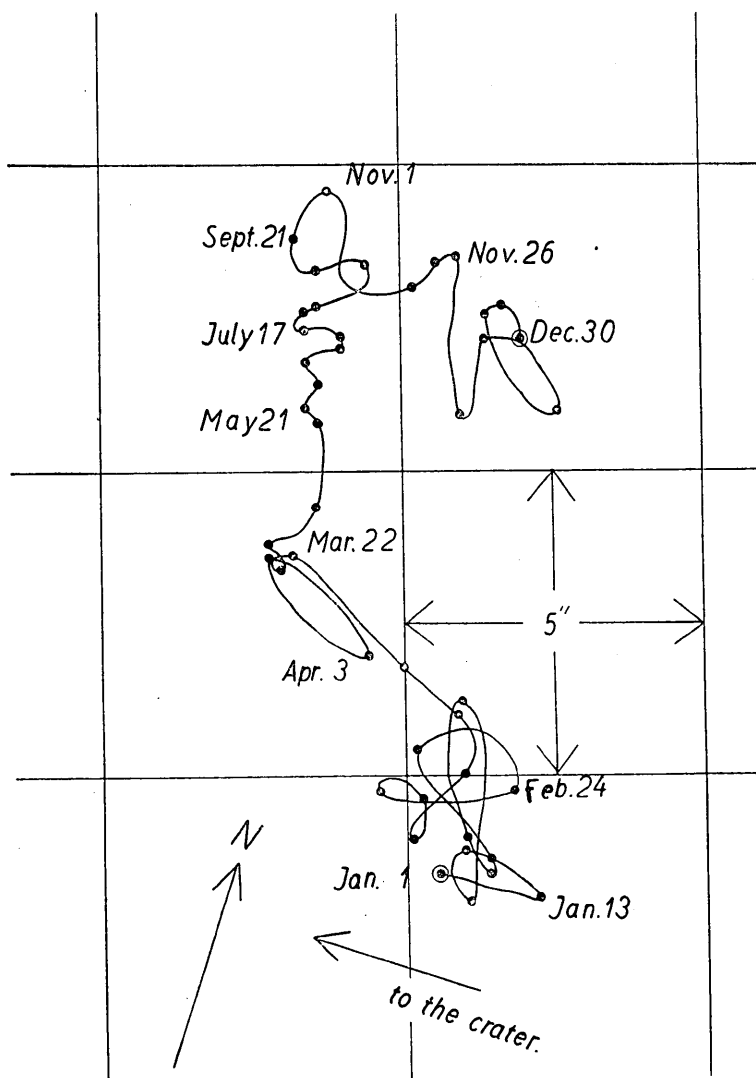 Nov. 1
Sept. 21
Nov. 26
July 17
Dec. 30
May 21
Mar. 22
5"
Apr. 3
Feb. 24
N
Jan. 1
Jan. 13
to the crater.